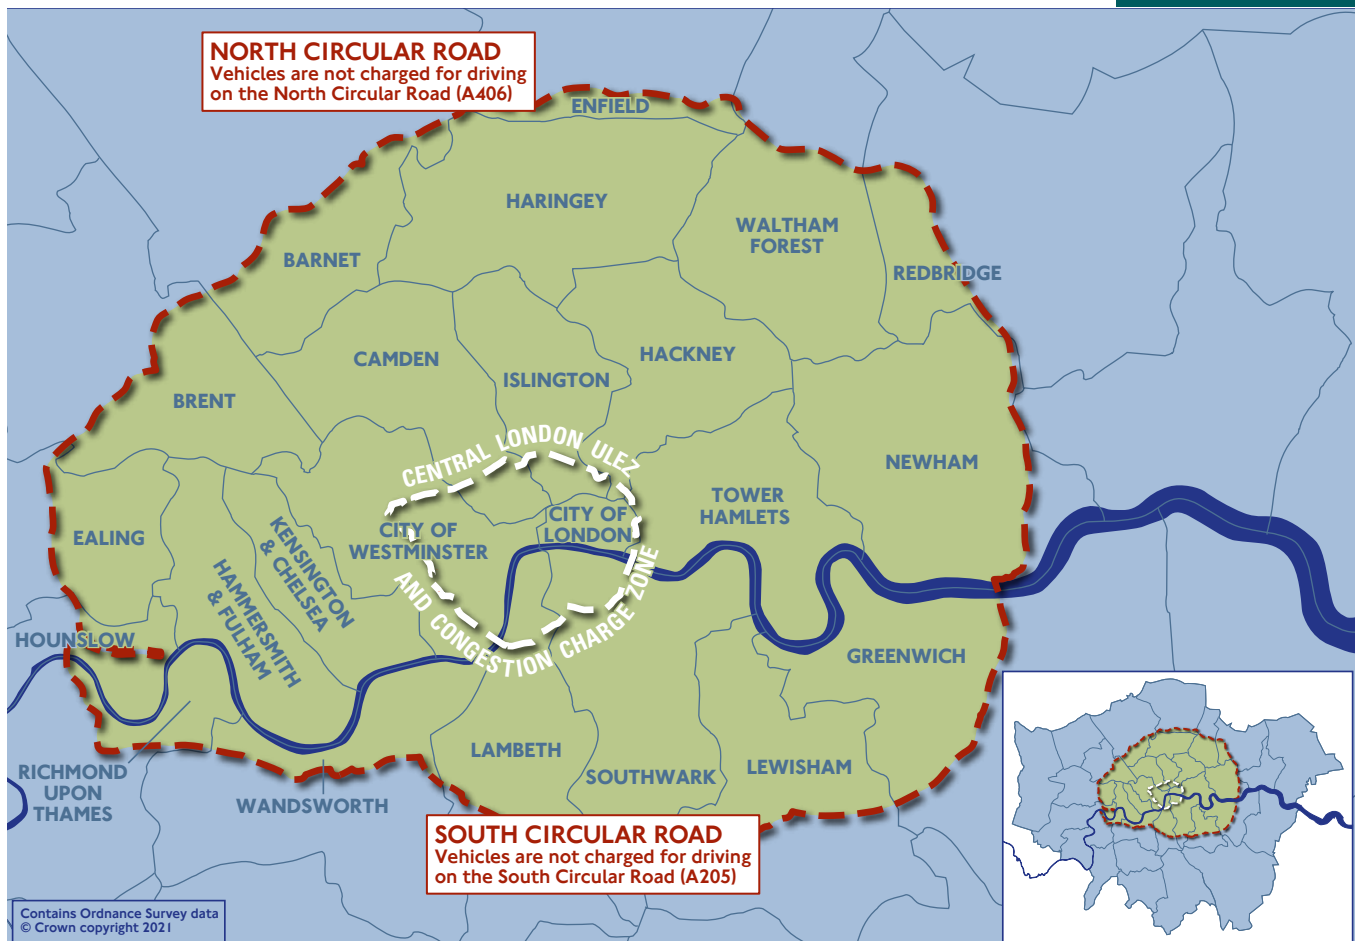 NORTH CIRCULAR ROAD
Vehicles are not charged for driving
on the North Circular Road (A406)
ENFIELD
HARINGEY
WALTHAM
FOREST
BARNET
REDBRIDGE
CAMDEN
HACKNEY
ISLINGTON
BRENT
CENTRAL LONDON ULEZ
NEWHAM
TOWER
HAMLETS
CITY OF
LONDON
CITY OF
WESTMINSTER
EALING
KENSINGTON
& CHELSEA
HAMMERSMITH
& FULHAM
AND CONGESTION CHARGE ZONE
HOUNSLOW
GREENWICH
LAMBETH
SOUTHWARK
LEWISHAM
RICHMOND
UPON
THAMES
WANDSWORTH
SOUTH CIRCULAR ROAD
Vehicles are not charged for driving
on the South Circular Road (A205)
Contains Ordnance Survey data
© Crown copyright 2021